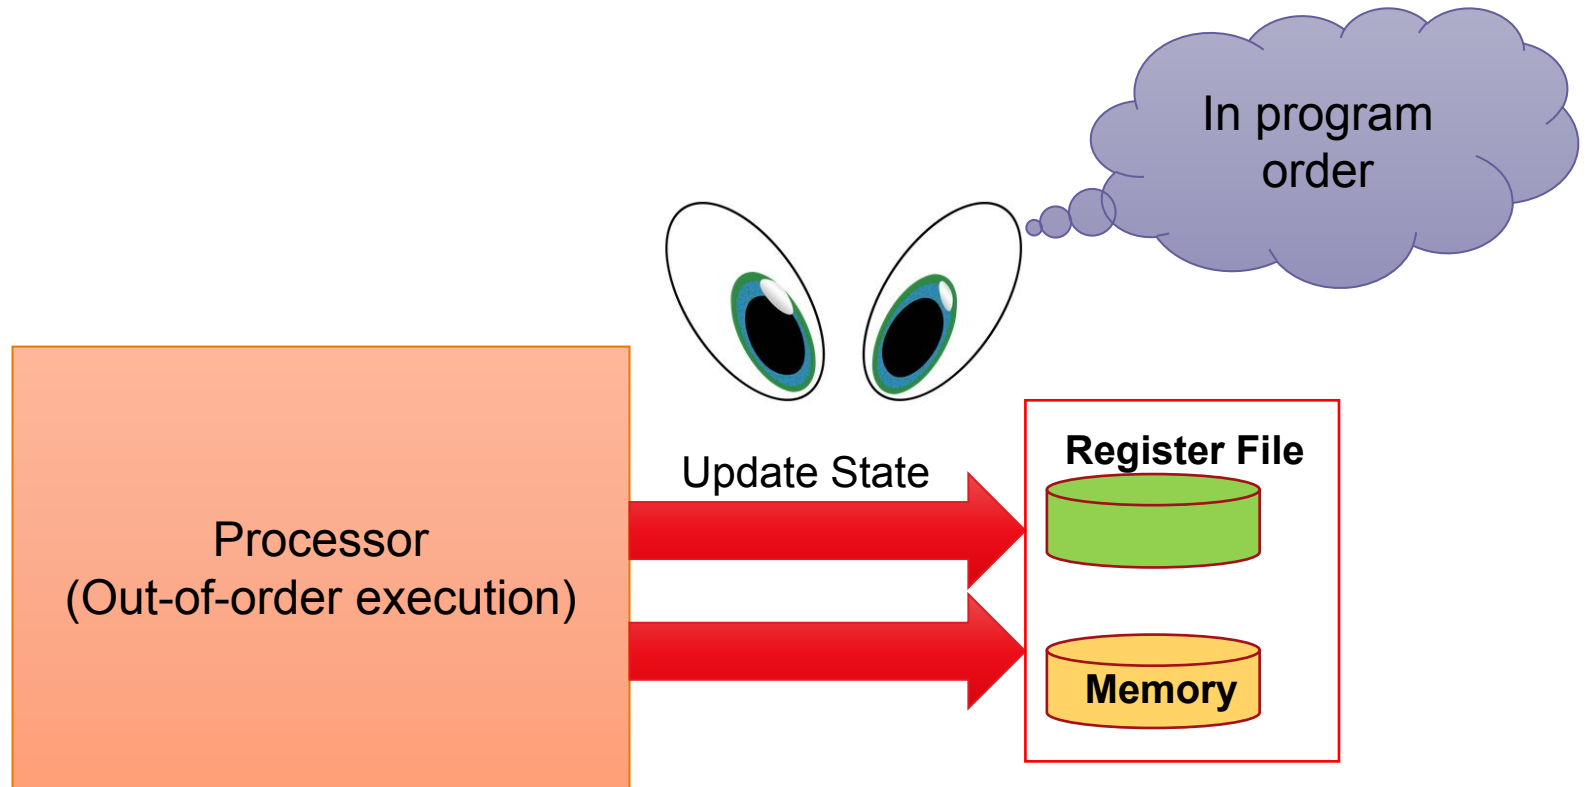 In program
order
Update State
Register File
Processor
(Out-of-order execution)
Memory